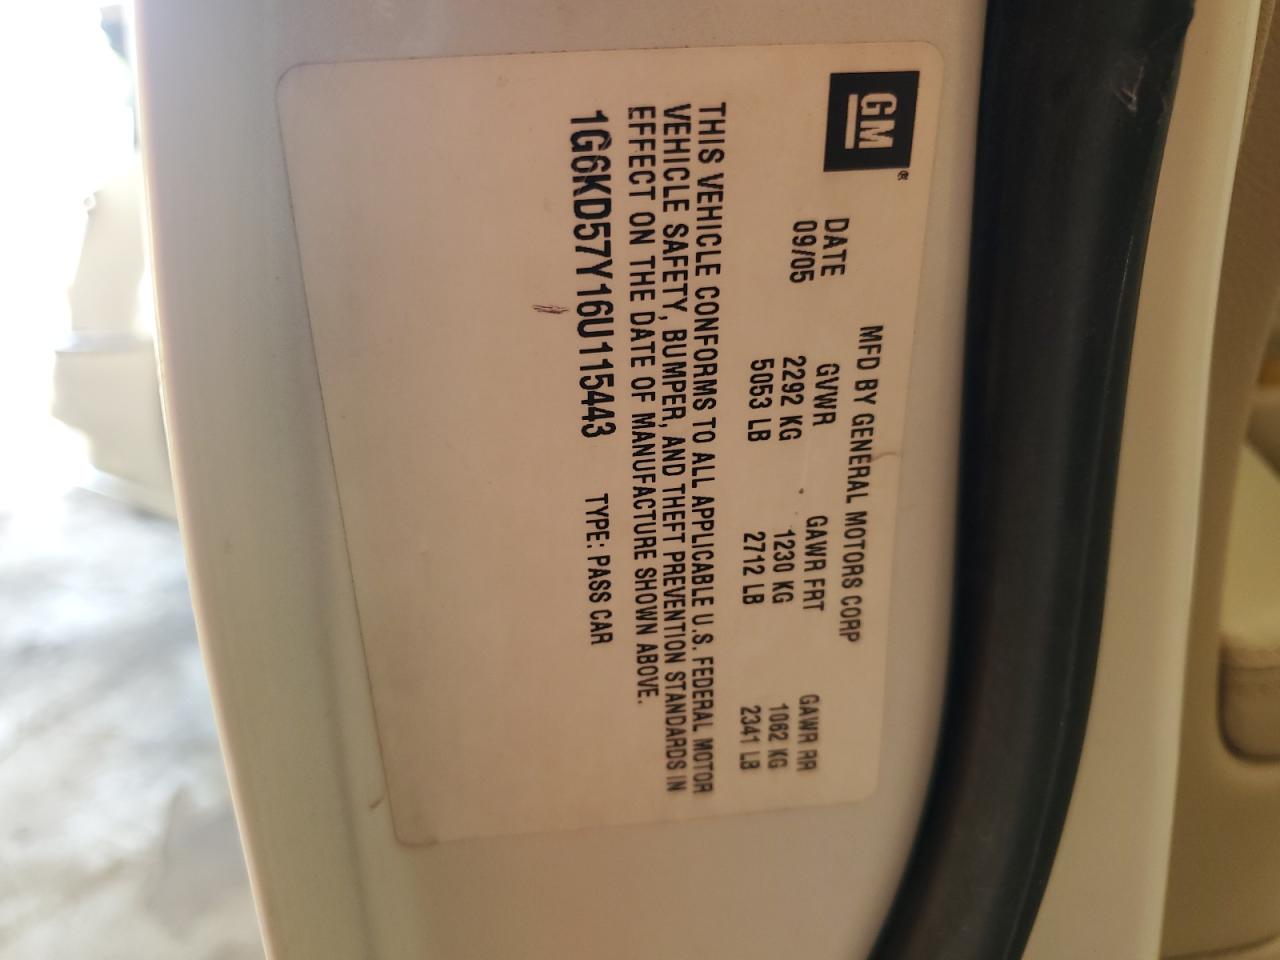 GM®
MFD BY GENERAL MOTORS CORP
DATE GVWR GAWR FRT GAWR RR
09/05 2292 KG 1230 KG 1062 KG
5053 LB 2712 LB 2341 LB
THIS VEHICLE CONFORMS TO ALL APPLICABLE U.S. FEDERAL MOTOR
VEHICLE SAFETY, BUMPER, AND THEFT PREVENTION STANDARDS IN
EFFECT ON THE DATE OF MANUFACTURE SHOWN ABOVE.
1G6KD57Y16U115443 TYPE: PASS CAR